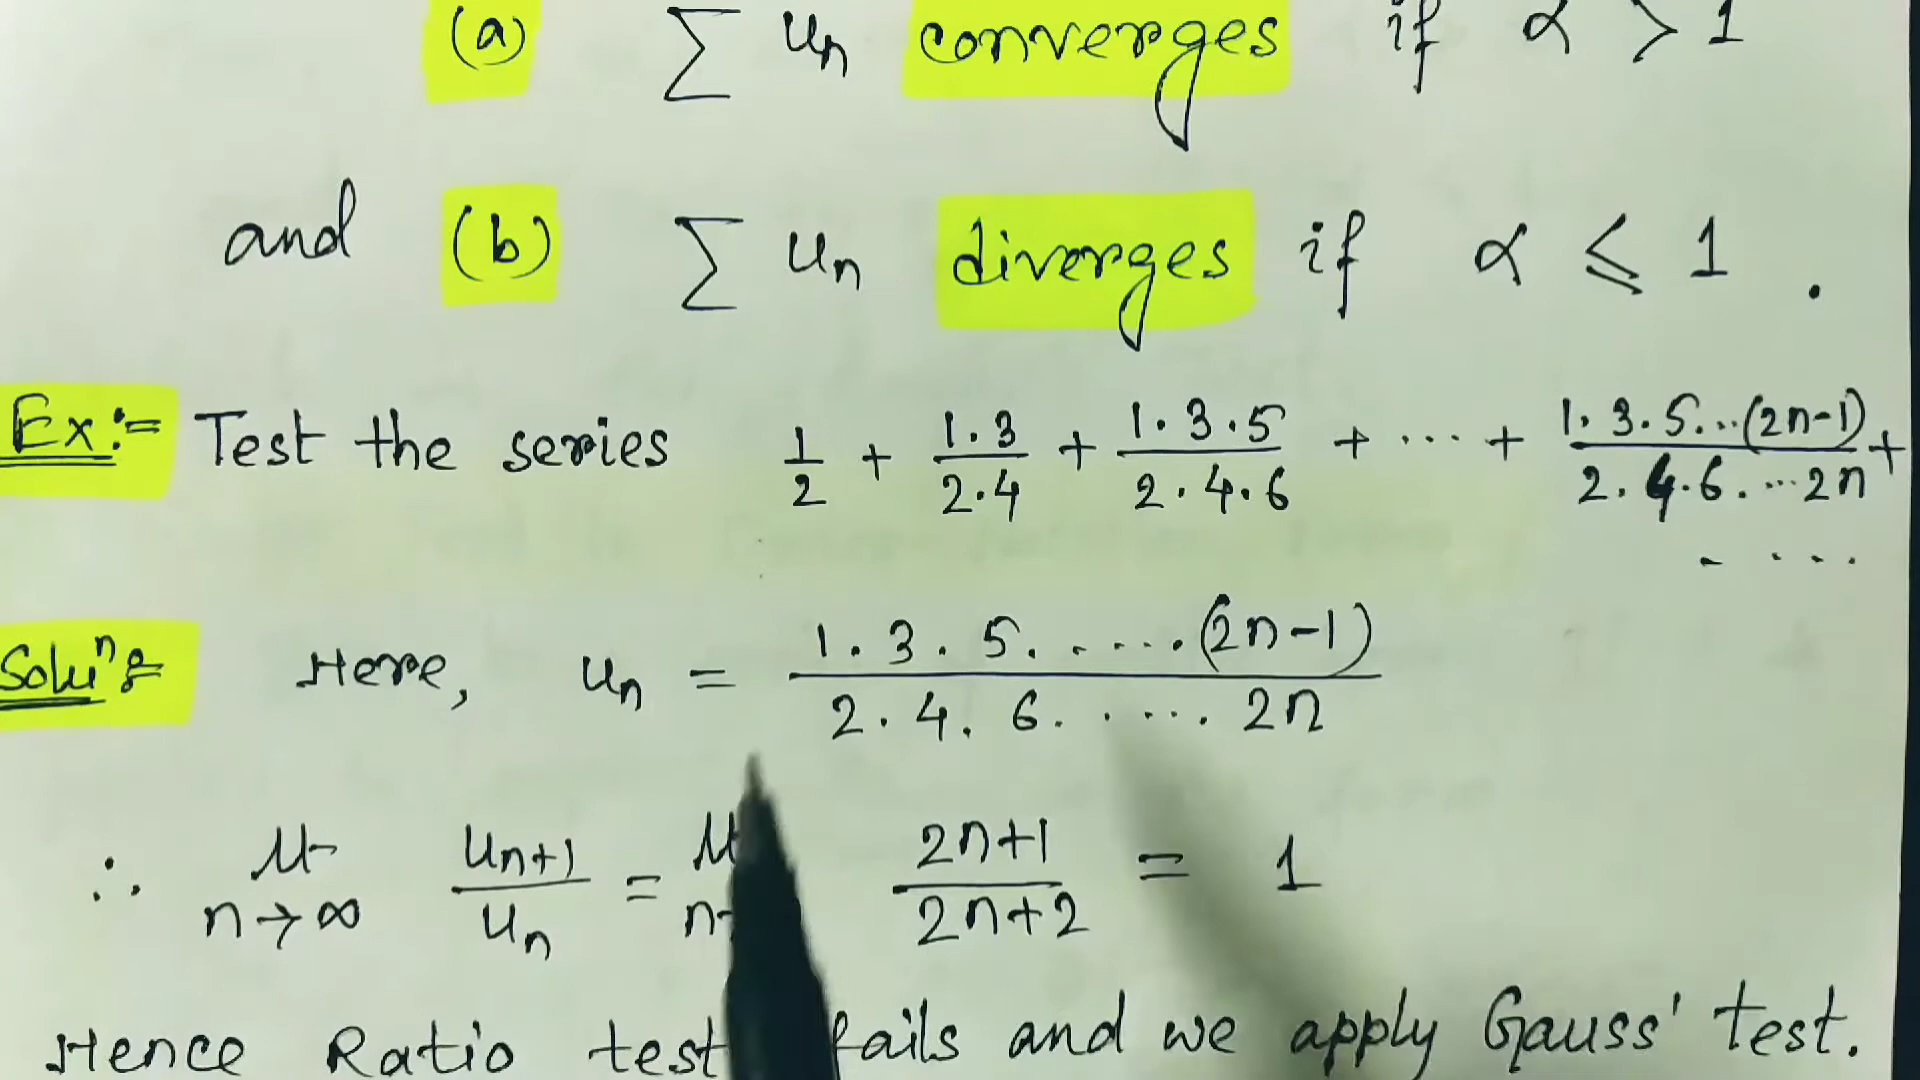 (a) ∑ uₙ converges if α > 1
and (b) ∑ uₙ diverges if α ⩽ 1 .
Ex:= Test the series 1/2 + 1·3/2·4 + 1·3·5/2·4·6 + ··· + 1·3·5···(2n-1)/2·4·6····2n +
- ···
Soluⁿ: Here, uₙ = 1·3·5·····(2n-1)/2·4·6·····2n
∴ Lt n→∞ uₙ₊₁/uₙ = Lt 2n+1/2n+2 = 1
Hence Ratio test fails and we apply Gauss' test.